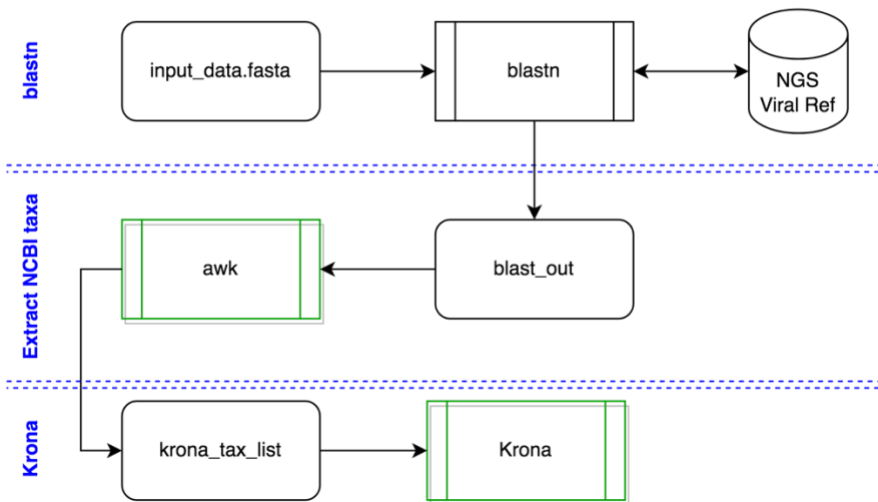 blastn
input_data.fasta
blastn
NGS
Viral Ref
Extract NCBI taxa
awk
blast_out
Krona
krona_tax_list
Krona